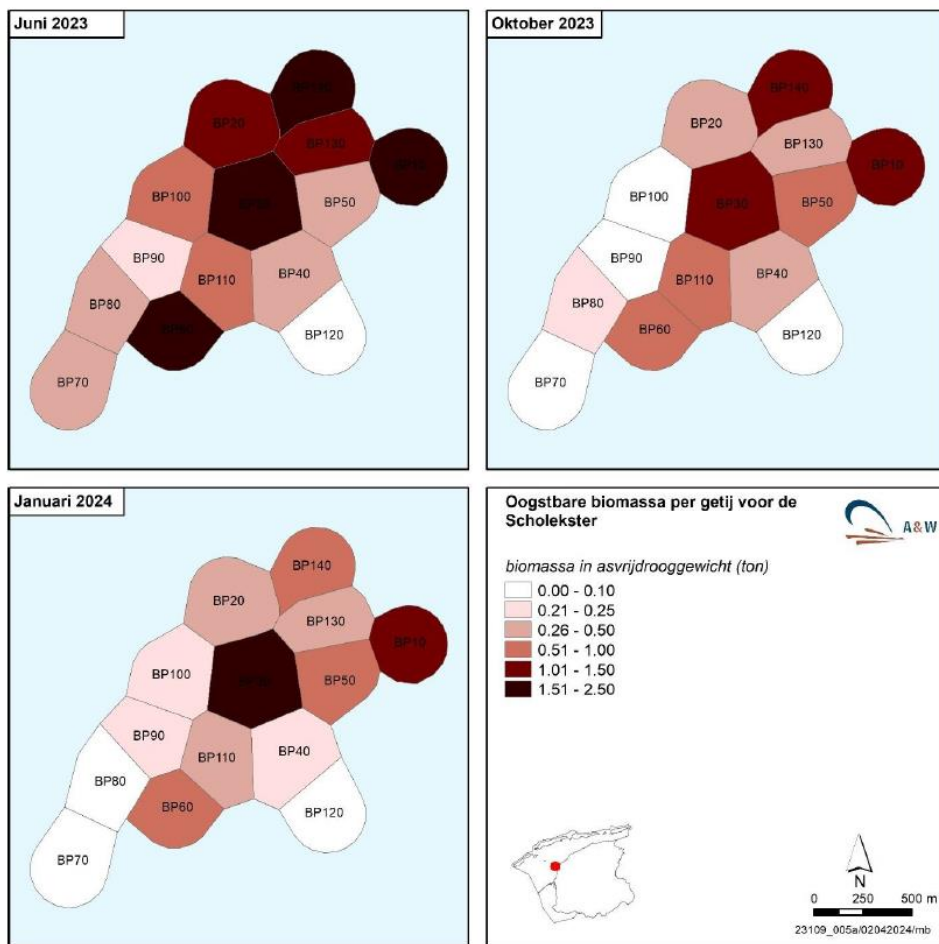 Juni 2023
BP20
BP130
BP100
BP50
BP90
BP110
BP40
BP80
BP120
BP70
Oktober 2023
BP140
BP20
BP130
BP10
BP100
BP30
BP50
BP90
BP110
BP40
BP80
BP60
BP120
BP70
Januari 2024
BP140
BP20
BP130
BP10
BP100
BP50
BP90
BP110
BP40
BP80
BP60
BP120
BP70
Oogstbare biomassa per getij voor de
Scholekster
A&W
biomassa in asvrijdrooggewicht (ton)
0.00 - 0.10
0.21 - 0.25
0.26 - 0.50
0.51 - 1.00
1.01 - 1.50
1.51 - 2.50
N
0 250 500 m
23109_005a/02042024/mb